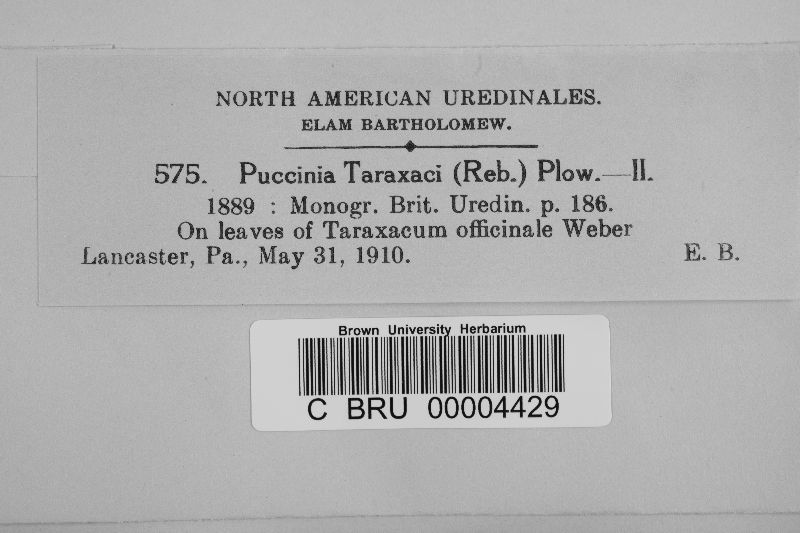 NORTH AMERICAN UREDINALES.
ELAM BARTHOLOMEW.
575. Puccinia Taraxaci (Reb.) Plow.—II.
1889 : Monogr. Brit. Uredin. p. 186.
On leaves of Taraxacum officinale Weber
Lancaster, Pa., May 31, 1910. E. B.
Brown University Herbarium
C BRU 00004429